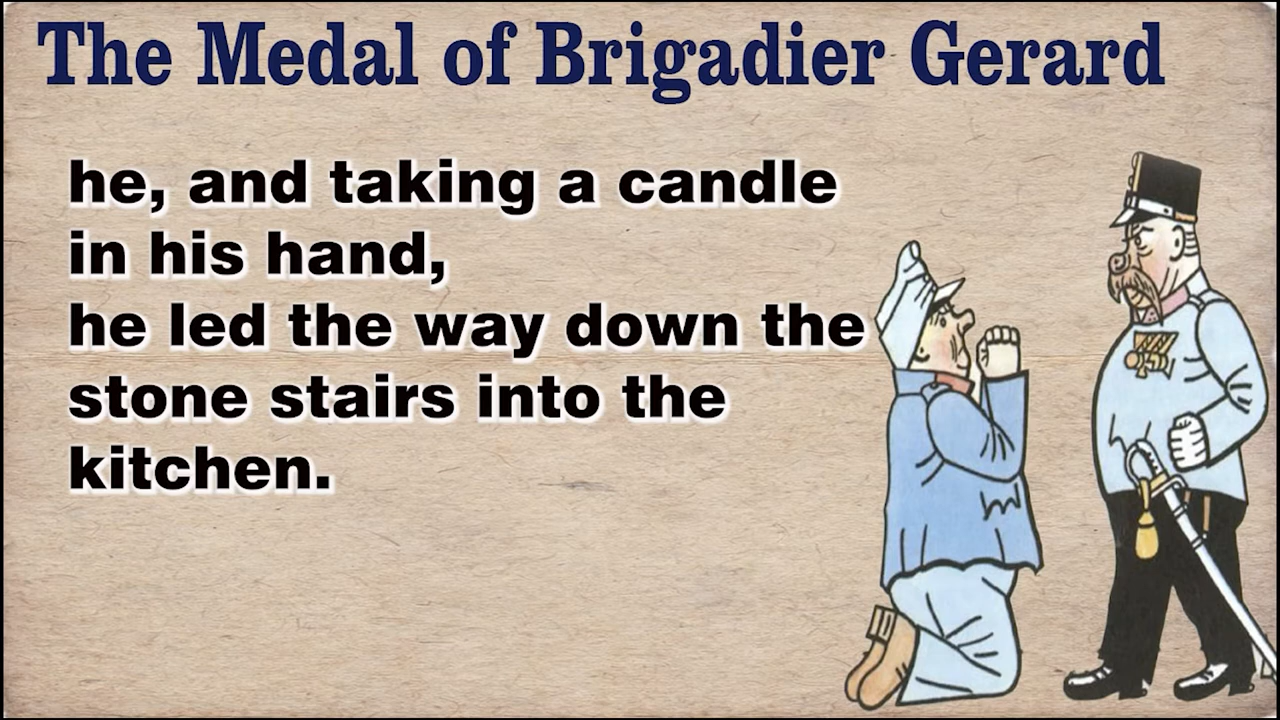 The Medal of Brigadier Gerard
he, and taking a candle
in his hand,
he led the way down the
stone stairs into the
kitchen.